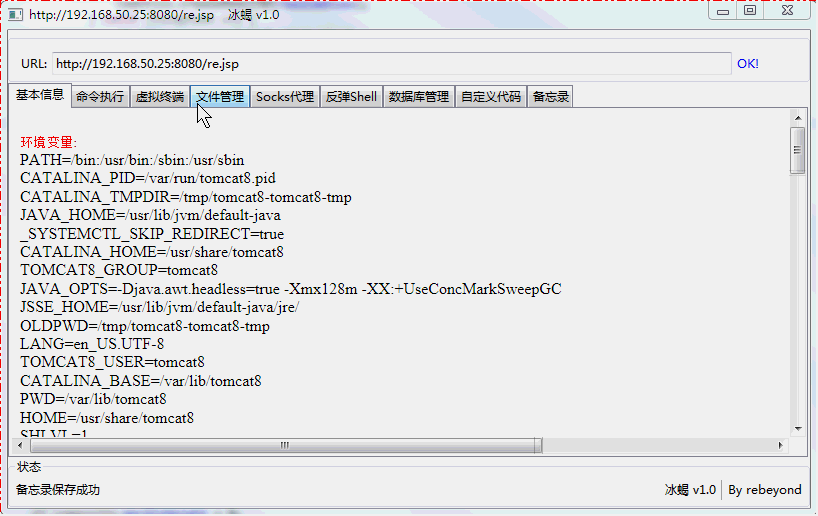 http://192.168.50.25:8080/re.jsp 冰蝎 v1.0
URL: http://192.168.50.25:8080/re.jsp OK!
基本信息 命令执行 虚拟终端 文件管理 Socks代理 反弹Shell 数据库管理 自定义代码 备忘录
环境变量:
PATH=/bin:/usr/bin:/sbin:/usr/sbin
CATALINA_PID=/var/run/tomcat8.pid
CATALINA_TMPDIR=/tmp/tomcat8-tomcat8-tmp
JAVA_HOME=/usr/lib/jvm/default-java
_SYSTEMCTL_SKIP_REDIRECT=true
CATALINA_HOME=/usr/share/tomcat8
TOMCAT8_GROUP=tomcat8
JAVA_OPTS=-Djava.awt.headless=true -Xmx128m -XX:+UseConcMarkSweepGC
JSSE_HOME=/usr/lib/jvm/default-java/jre/
OLDPWD=/tmp/tomcat8-tomcat8-tmp
LANG=en_US.UTF-8
TOMCAT8_USER=tomcat8
CATALINA_BASE=/var/lib/tomcat8
PWD=/var/lib/tomcat8
HOME=/usr/share/tomcat8
SHLVL=1
状态
备忘录保存成功 冰蝎 v1.0 By rebeyond